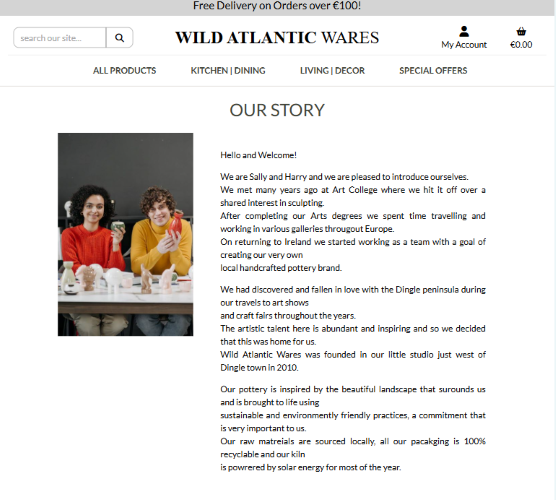 Free Delivery on Orders over €100!
search our site...
WILD ATLANTIC WARES
My Account
€0.00
ALL PRODUCTS
KITCHEN | DINING
LIVING | DECOR
SPECIAL OFFERS
OUR STORY
Hello and Welcome!
We are Sally and Harry and we are pleased to introduce ourselves.
We met many years ago at Art College where we hit it off over a
shared interest in sculpting.
After completing our Arts degrees we spent time travelling and
working in various galleries througout Europe.
On returning to Ireland we started working as a team with a goal of
creating our very own
local handcrafted pottery brand.
We had discovered and fallen in love with the Dingle peninsula during
our travels to art shows
and craft fairs throughout the years.
The artistic talent here is abundant and inspiring and so we decided
that this was home for us.
Wild Atlantic Wares was founded in our little studio just west of
Dingle town in 2010.
Our pottery is inspired by the beautiful landscape that surounds us
and is brought to life using
sustainable and environmently friendly practices, a commitment that
is very important to us.
Our raw matreials are sourced locally, all our pacakging is 100%
recyclable and our kiln
is powrered by solar energy for most of the year.